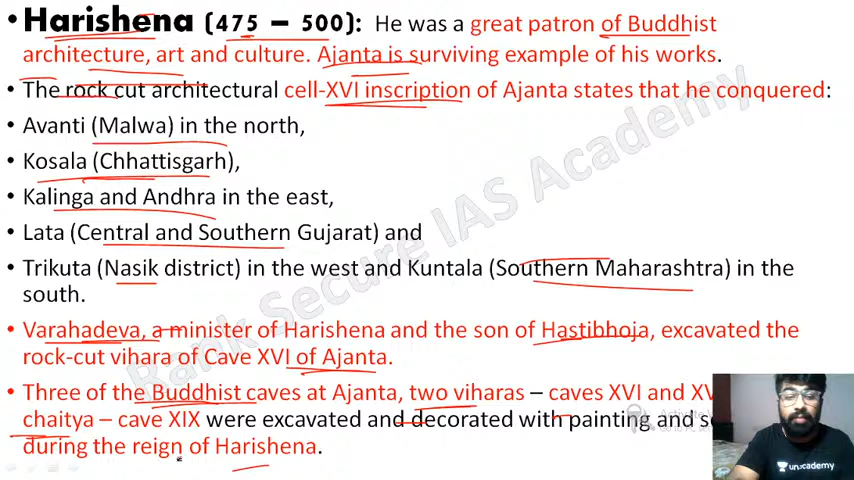 • Harishena (475 – 500): He was a great patron of Buddhist
architecture, art and culture. Ajanta is surviving example of his works.
• The rock cut architectural cell-XVI inscription of Ajanta states that he conquered:
• Avanti (Malwa) in the north,
• Kosala (Chhattisgarh),
• Kalinga and Andhra in the east,
• Lata (Central and Southern Gujarat) and
• Trikuta (Nasik district) in the west and Kuntala (Southern Maharashtra) in the
south.
• Varahadeva, a minister of Harishena and the son of Hastibhoja, excavated the
rock-cut vihara of Cave XVI of Ajanta.
• Three of the Buddhist caves at Ajanta, two viharas – caves XVI and
chaitya – cave XIX were excavated and decorated with painting and
during the reign of Harishena.
Rank Secure IAS Academy
unacademy